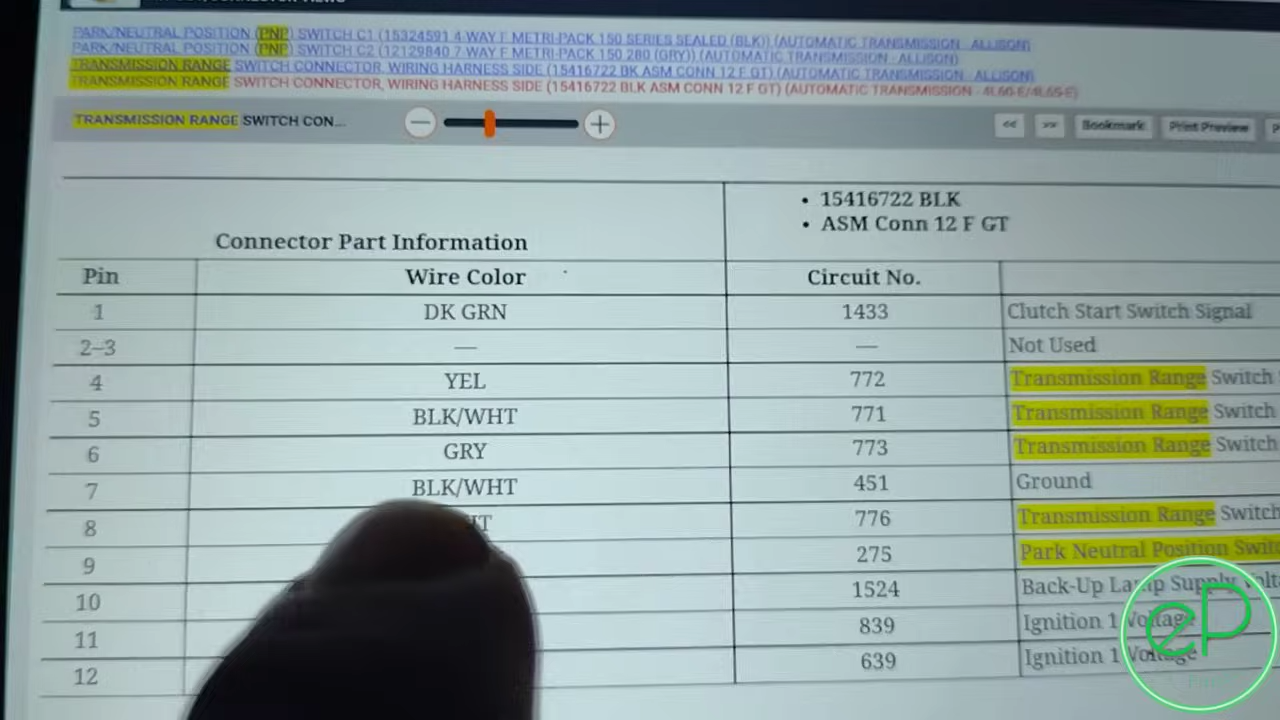 PARK/NEUTRAL POSITION (PNP) SWITCH C1 (15324591 4 WAY F METRI-PACK 150 SERIES SEALED (BLK)) (AUTOMATIC TRANSMISSION - ALLISON)
PARK/NEUTRAL POSITION (PNP) SWITCH C2 (12129840 7 WAY F METRI-PACK 150 280 (GRY)) (AUTOMATIC TRANSMISSION - ALLISON)
TRANSMISSION RANGE SWITCH CONNECTOR, WIRING HARNESS SIDE (15416722 BK ASM CONN 12 F GT) (AUTOMATIC TRANSMISSION - ALLISON)
TRANSMISSION RANGE SWITCH CONNECTOR, WIRING HARNESS SIDE (15416722 BLK ASM CONN 12 F GT) (AUTOMATIC TRANSMISSION - 4L60-E/4L65-E)
TRANSMISSION RANGE SWITCH CON... << >> Bookmark Print Preview P
Connector Part Information
• 15416722 BLK
• ASM Conn 12 F GT
Pin Wire Color Circuit No.
1 DK GRN 1433 Clutch Start Switch Signal
2–3 — — Not Used
4 YEL 772 Transmission Range Switch
5 BLK/WHT 771 Transmission Range Switch
6 GRY 773 Transmission Range Switch
7 BLK/WHT 451 Ground
8 776 Transmission Range Switch
9 275 Park Neutral Position Switc
10 1524 Back-Up Lamp Supply Volta
11 839 Ignition 1 Voltage
12 639 Ignition 1 Voltage
eP